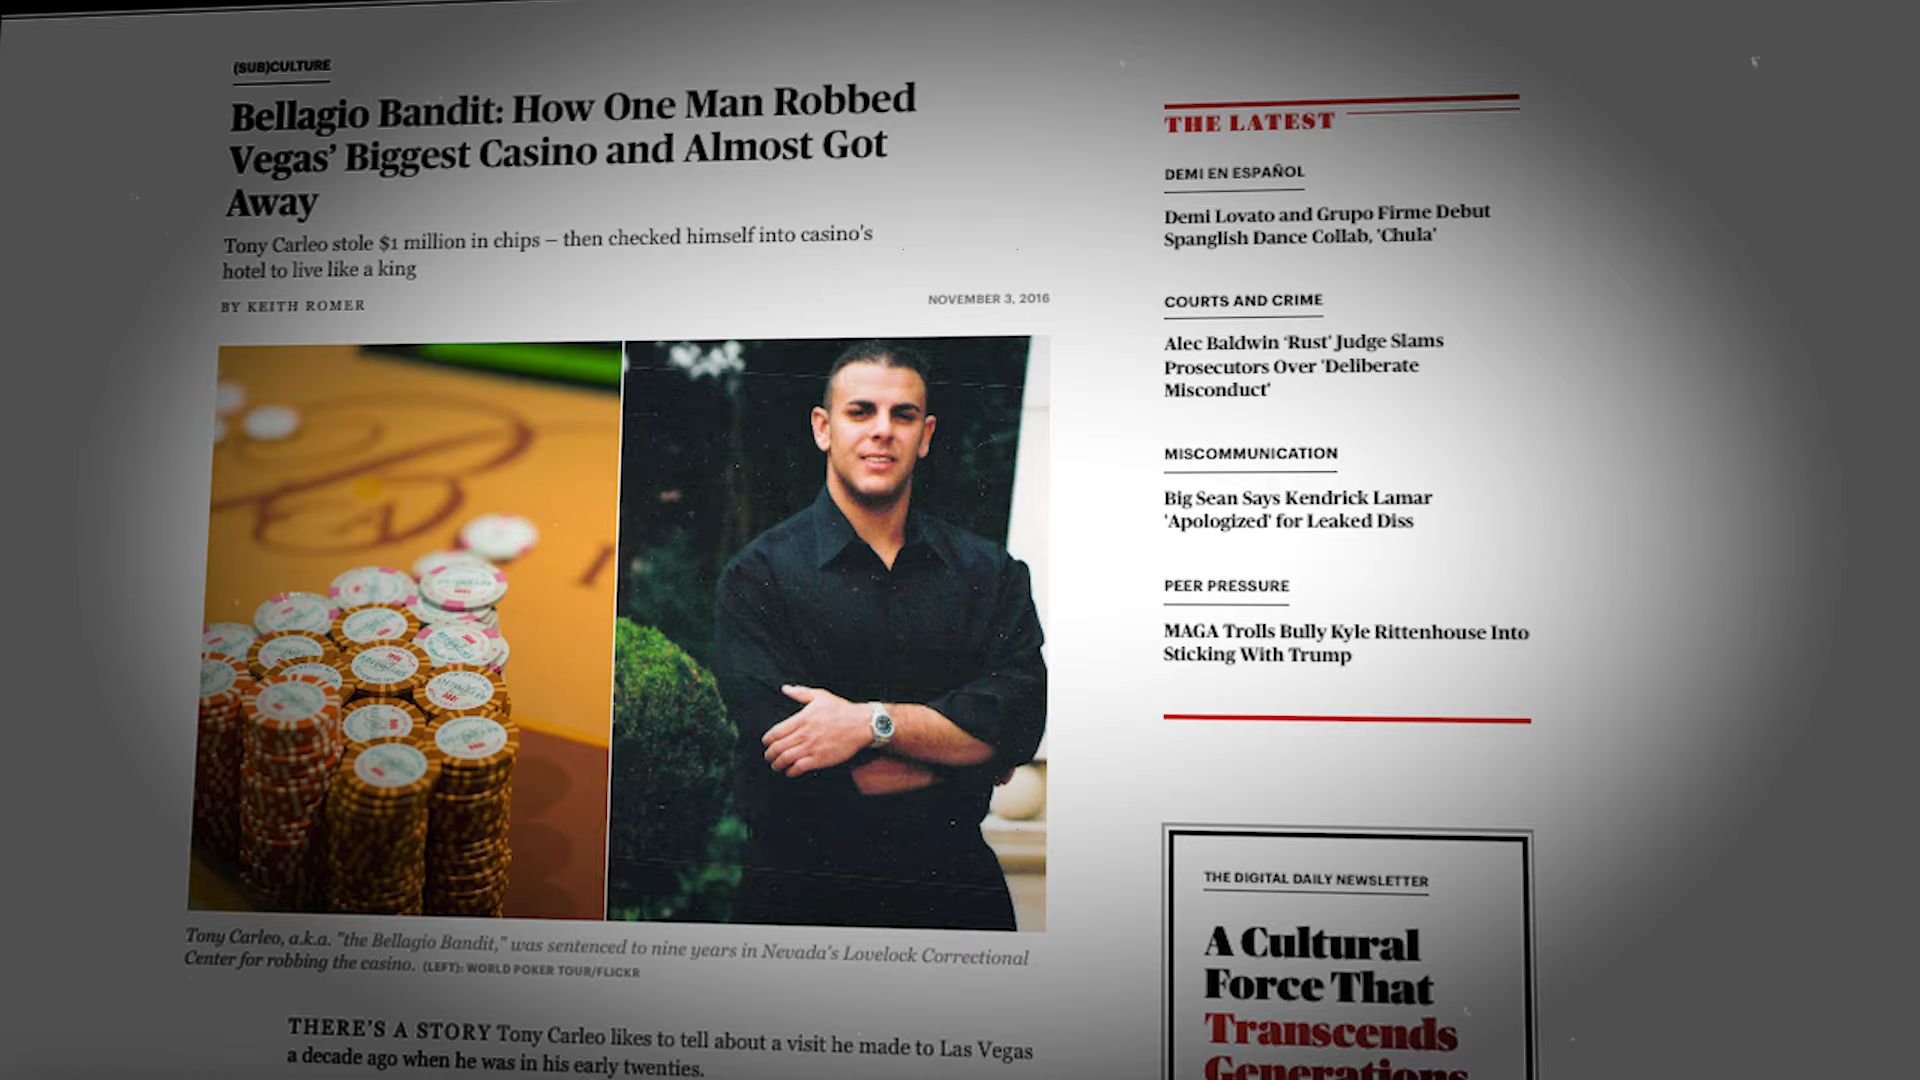 (SUB)CULTURE
Bellagio Bandit: How One Man Robbed
Vegas' Biggest Casino and Almost Got
Away
Tony Carleo stole $1 million in chips – then checked himself into casino's
hotel to live like a king
BY KEITH ROMER
NOVEMBER 3, 2016
Tony Carleo, a.k.a. "the Bellagio Bandit," was sentenced to nine years in Nevada's Lovelock Correctional
Center for robbing the casino. (LEFT): WORLD POKER TOUR/FLICKR
THERE'S A STORY Tony Carleo likes to tell about a visit he made to Las Vegas
a decade ago when he was in his early twenties.
THE LATEST
DEMI EN ESPAÑOL
Demi Lovato and Grupo Firme Debut
Spanglish Dance Collab, 'Chula'
COURTS AND CRIME
Alec Baldwin 'Rust' Judge Slams
Prosecutors Over 'Deliberate
Misconduct'
MISCOMMUNICATION
Big Sean Says Kendrick Lamar
'Apologized' for Leaked Diss
PEER PRESSURE
MAGA Trolls Bully Kyle Rittenhouse Into
Sticking With Trump
THE DIGITAL DAILY NEWSLETTER
A Cultural
Force That
Transcends
Generations